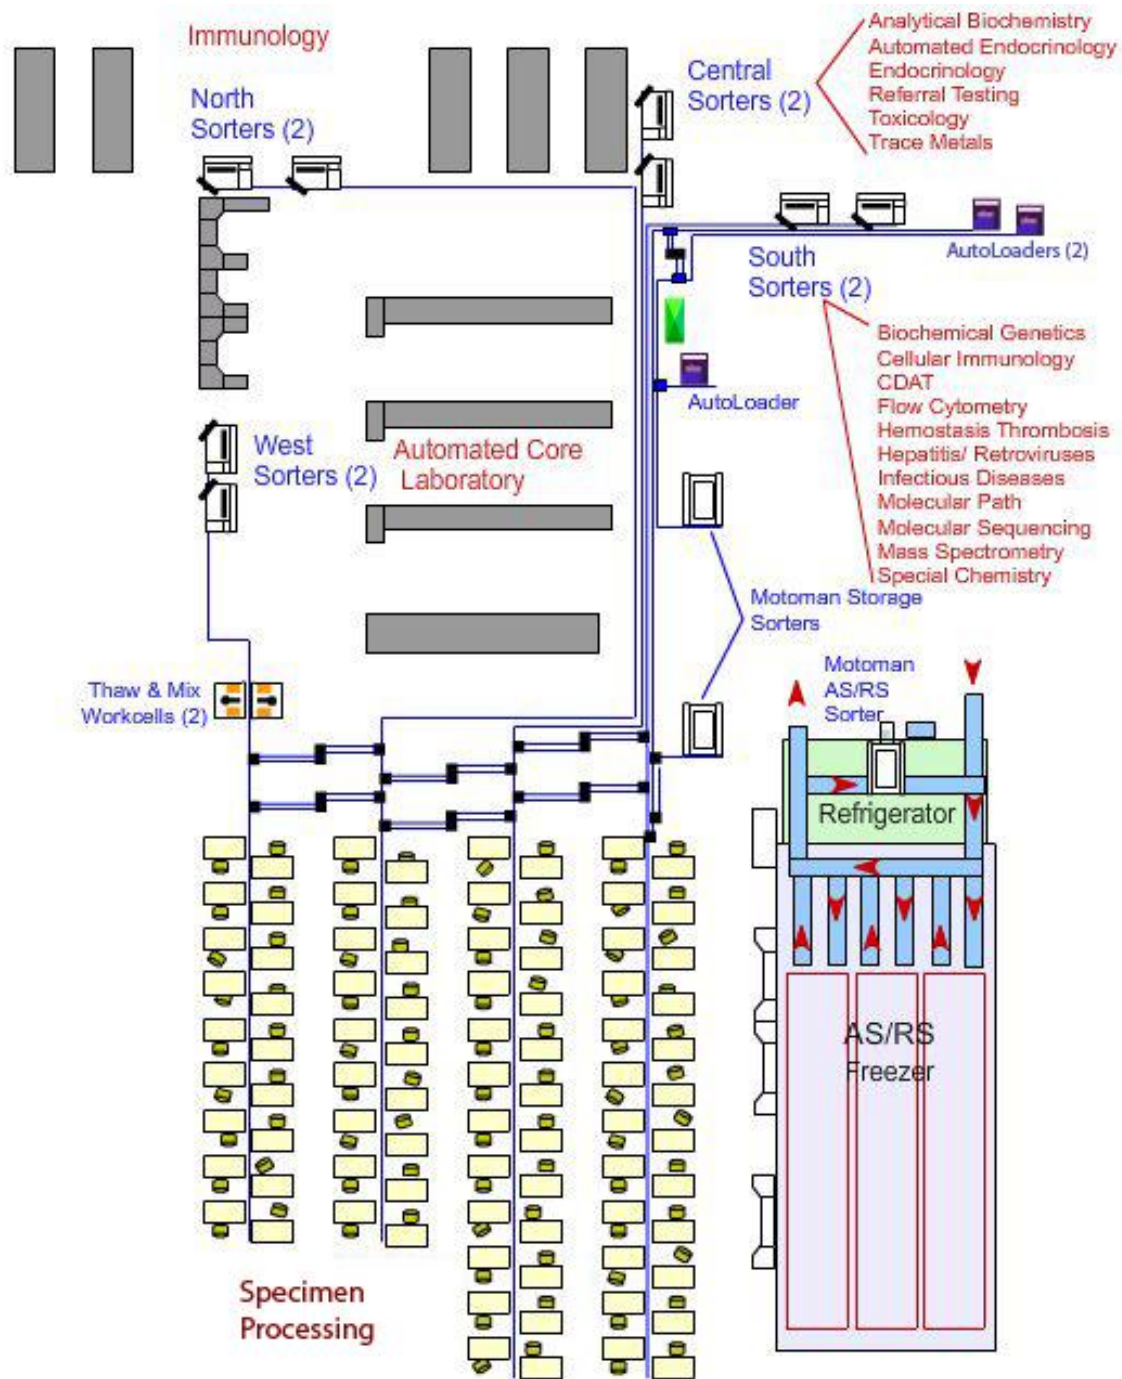 Immunology
North
Sorters (2)
Central
Sorters (2)
Analytical Biochemistry
Automated Endocrinology
Endocrinology
Referral Testing
Toxicology
Trace Metals
South
Sorters (2)
AutoLoaders (2)
Biochemical Genetics
Cellular Immunology
CDAT
Flow Cytometry
Hemostasis Thrombosis
Hepatitis/ Retroviruses
Infectious Diseases
Molecular Path
Molecular Sequencing
Mass Spectrometry
Special Chemistry
AutoLoader
West
Sorters (2)
Automated Core
Laboratory
Motoman Storage
Sorters
Thaw & Mix
Workcells (2)
Motoman
AS/RS
Sorter
Refrigerator
AS/RS
Freezer
Specimen
Processing